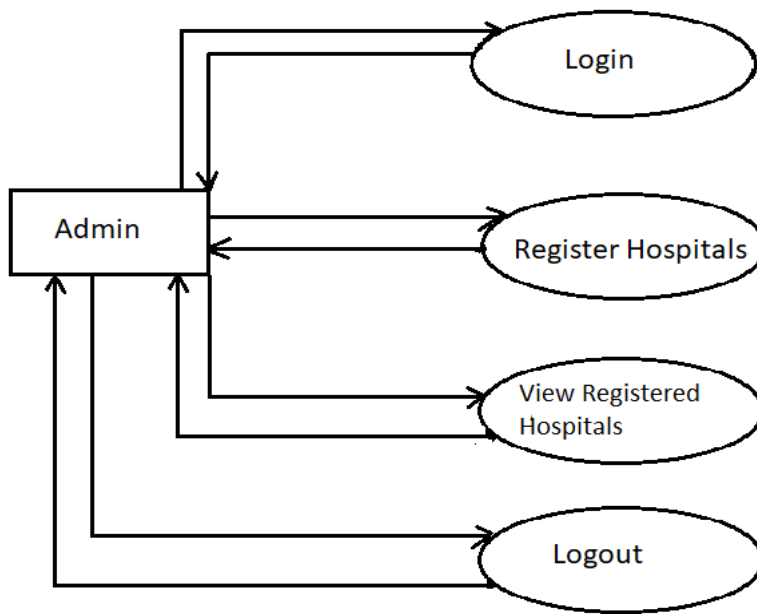 Login
Admin
Register Hospitals
View Registered
Hospitals
Logout